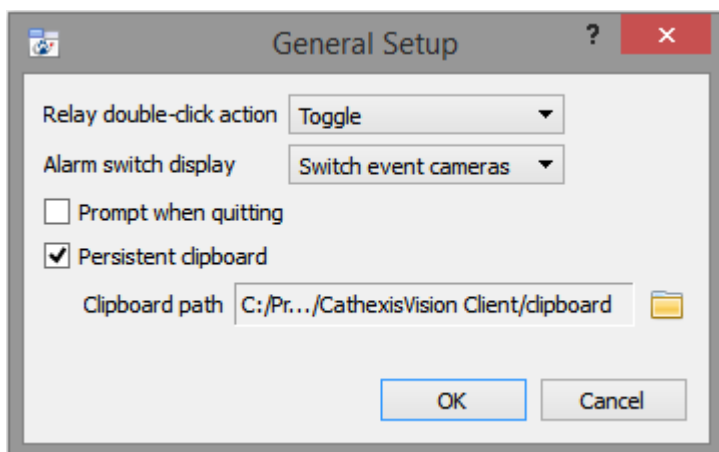 General Setup ?
Relay double-click action Toggle
Alarm switch display Switch event cameras
Prompt when quitting
Persistent clipboard
Clipboard path C:/Pr.../CathexisVision Client/clipboard
OK Cancel